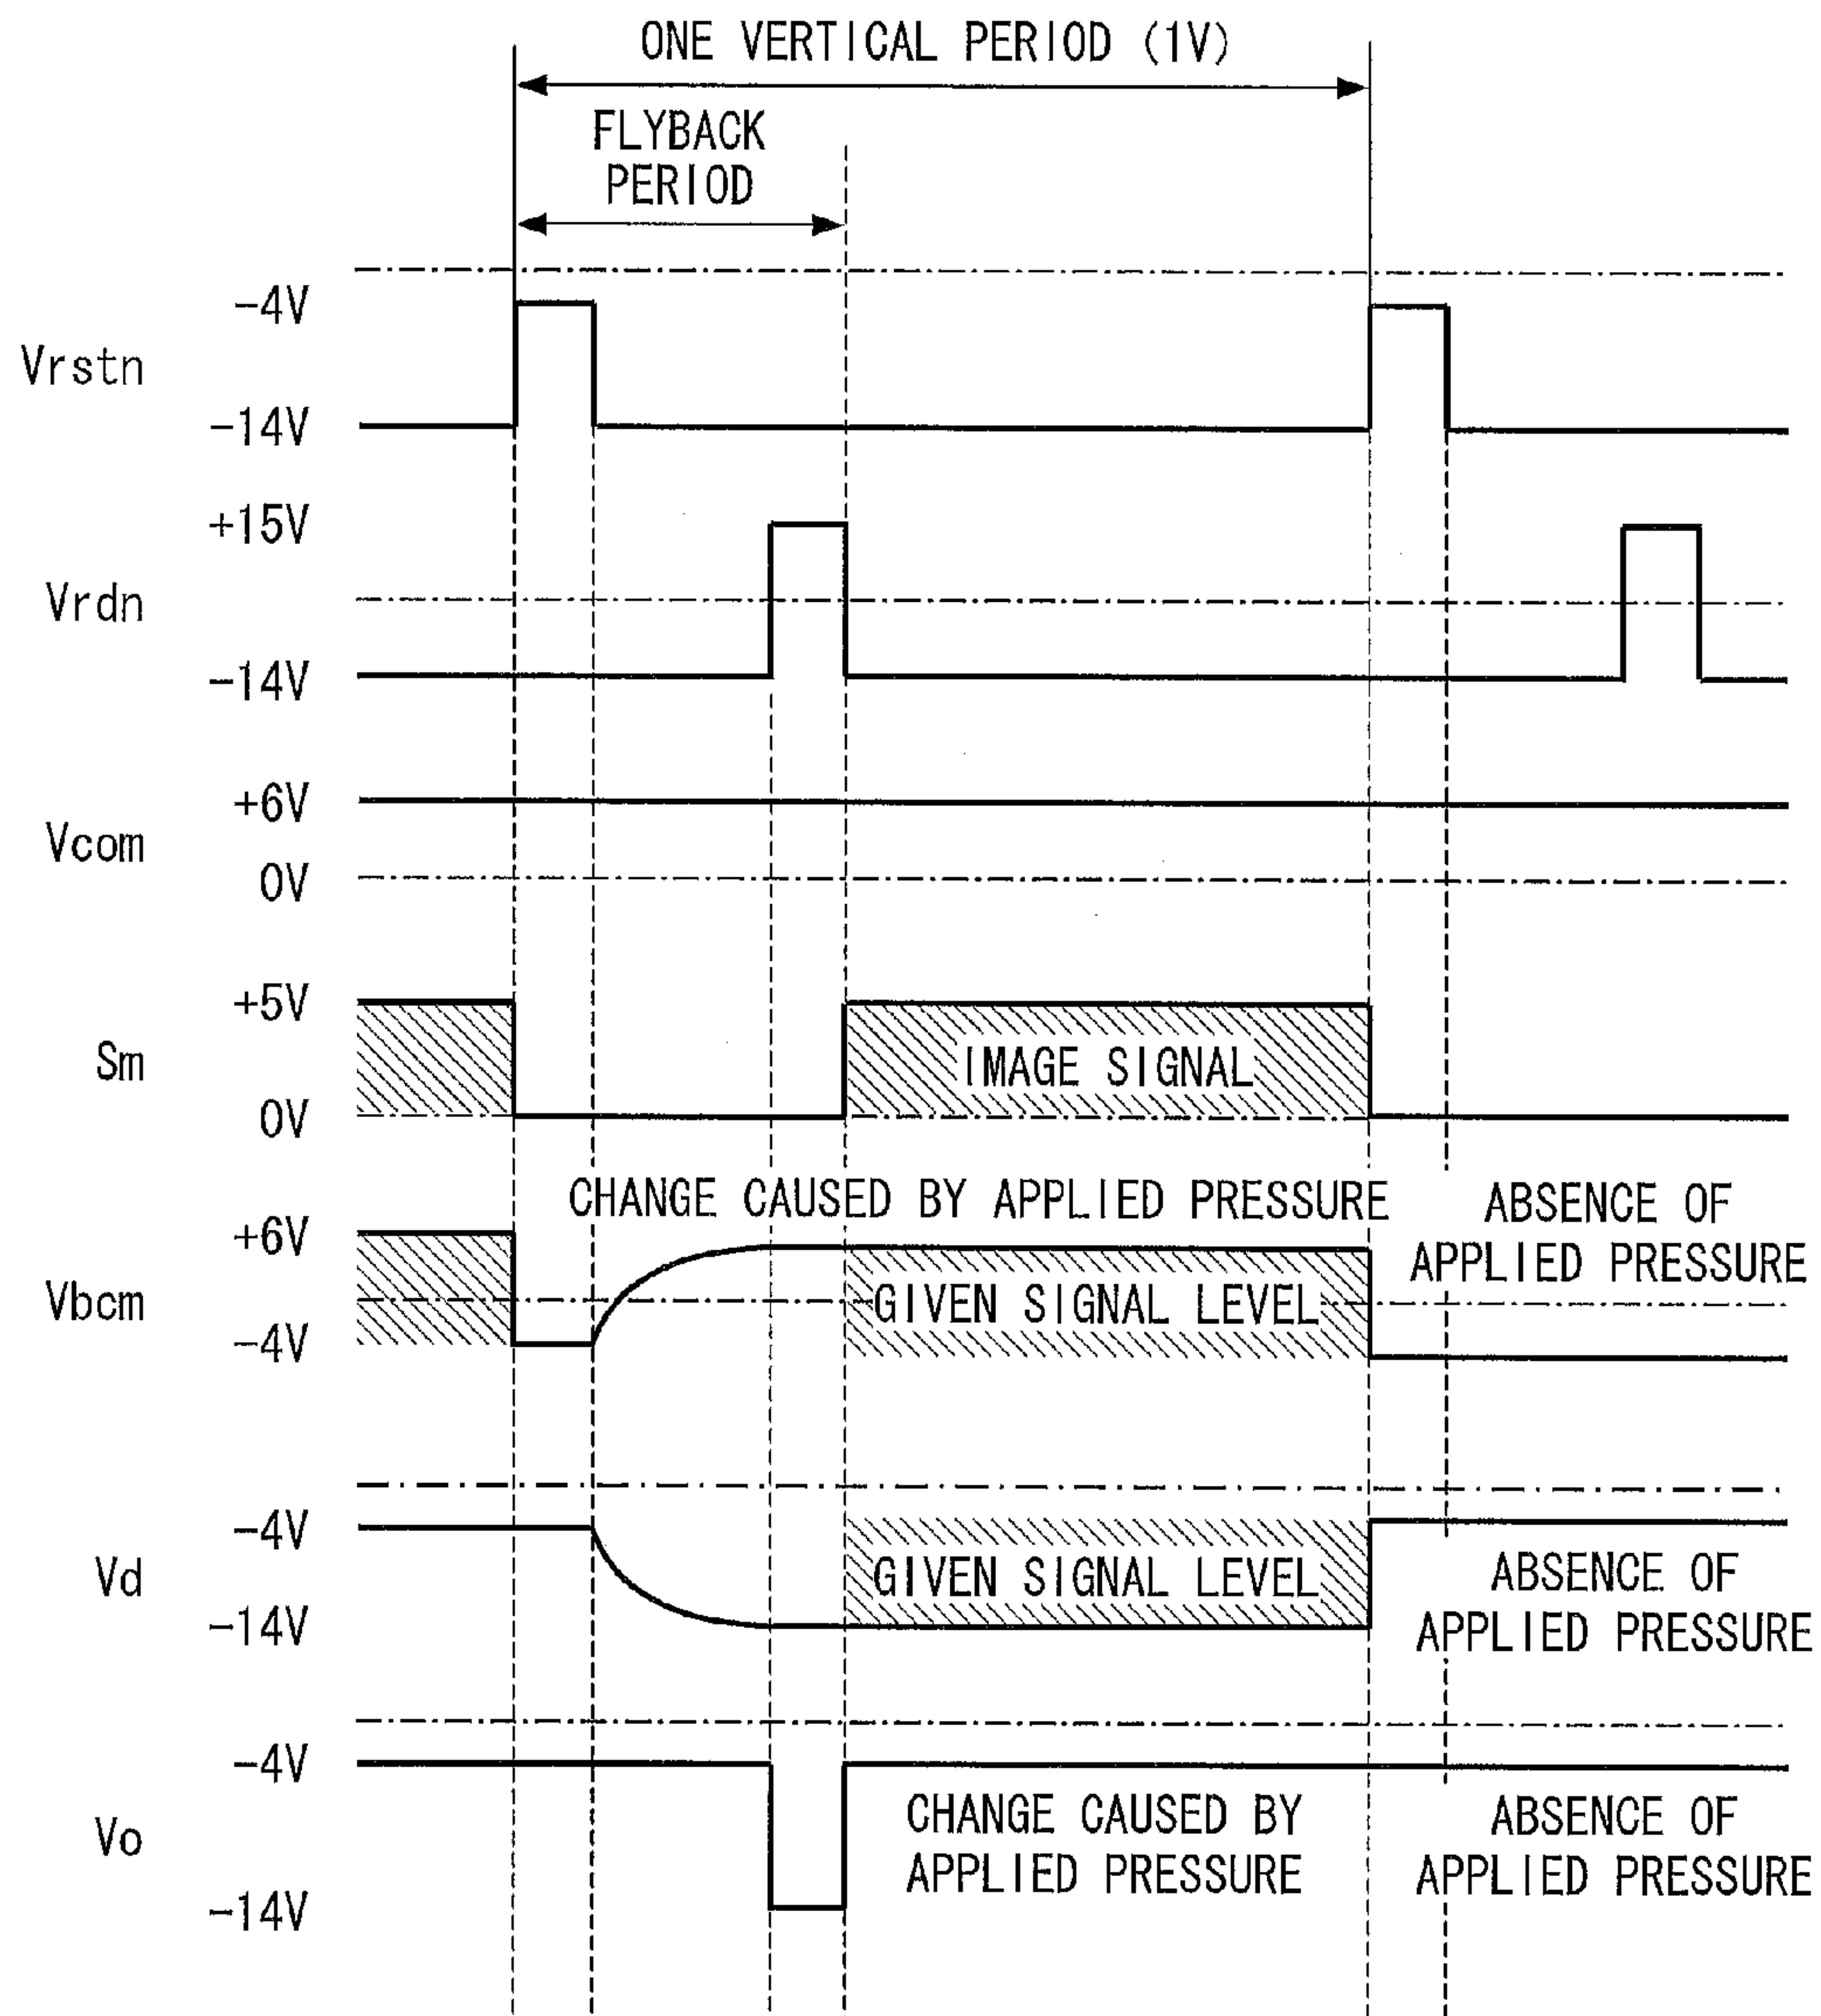 ONE VERTICAL PERIOD (1V)
FLYBACK
PERIOD
-4V
Vrstn
-14V
+15V
Vrdn
-14V
+6V
Vcom
0V
+5V
Sm
IMAGE SIGNAL
0V
CHANGE CAUSED BY APPLIED PRESSURE
ABSENCE OF
APPLIED PRESSURE
+6V
Vbcm
GIVEN SIGNAL LEVEL
-4V
-4V
Vd
GIVEN SIGNAL LEVEL
ABSENCE OF
APPLIED PRESSURE
-14V
-4V
Vo
CHANGE CAUSED BY
APPLIED PRESSURE
ABSENCE OF
APPLIED PRESSURE
-14V